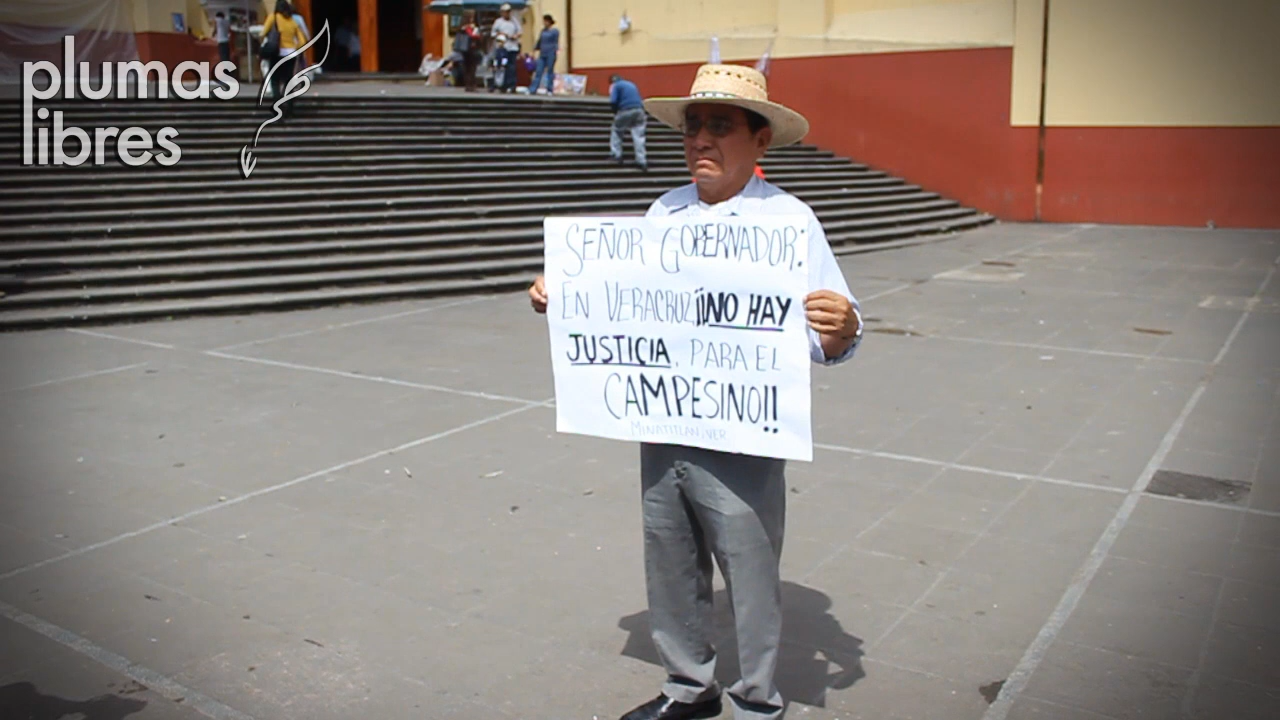 plumas
libres
SEÑOR GOBERNADOR:
EN VERACRUZ ¡¡NO HAY
JUSTICIA, PARA EL
CAMPESINO!!
MINATITLAN, VER